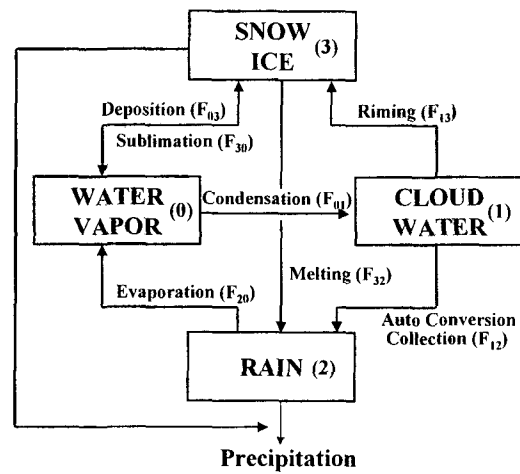 SNOW
ICE (3)
Deposition (F₀₃)
Sublimation (F₃₀)
Riming (F₁₃)
WATER
VAPOR (0)
Condensation (F₀₁)
CLOUD
WATER (1)
Evaporation (F₂₀)
Melting (F₃₂)
Auto Conversion
Collection (F₁₂)
RAIN (2)
Precipitation